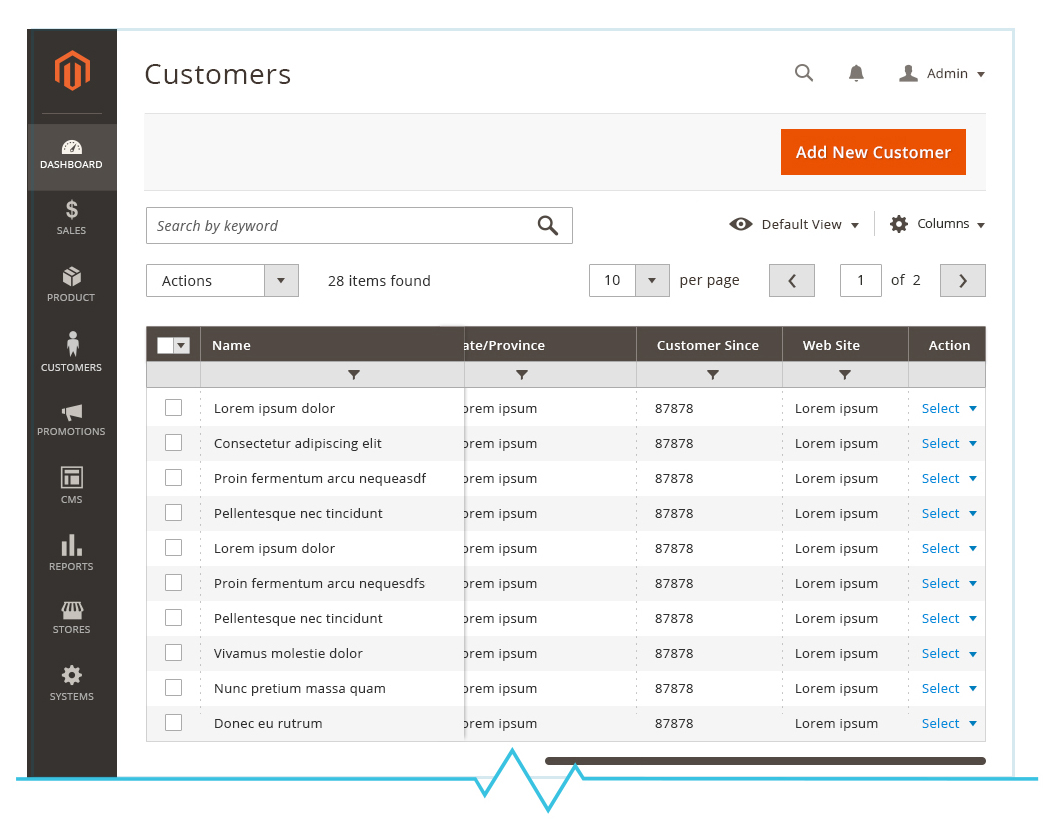 Customers
Admin
DASHBOARD
Add New Customer
SALES
Search by keyword
Default View
Columns
PRODUCT
Actions
28 items found
10
per page
1
of 2
CUSTOMERS
Name
ate/Province
Customer Since
Web Site
Action
Lorem ipsum dolor
orem ipsum
87878
Lorem ipsum
Select
PROMOTIONS
Consectetur adipiscing elit
orem ipsum
87878
Lorem ipsum
Select
Proin fermentum arcu nequeasdf
orem ipsum
87878
Lorem ipsum
Select
CMS
Pellentesque nec tincidunt
orem ipsum
87878
Lorem ipsum
Select
Lorem ipsum dolor
orem ipsum
87878
Lorem ipsum
Select
REPORTS
Proin fermentum arcu nequesdfs
orem ipsum
87878
Lorem ipsum
Select
Pellentesque nec tincidunt
orem ipsum
87878
Lorem ipsum
Select
STORES
Vivamus molestie dolor
orem ipsum
87878
Lorem ipsum
Select
Nunc pretium massa quam
orem ipsum
87878
Lorem ipsum
Select
SYSTEMS
Donec eu rutrum
orem ipsum
87878
Lorem ipsum
Select